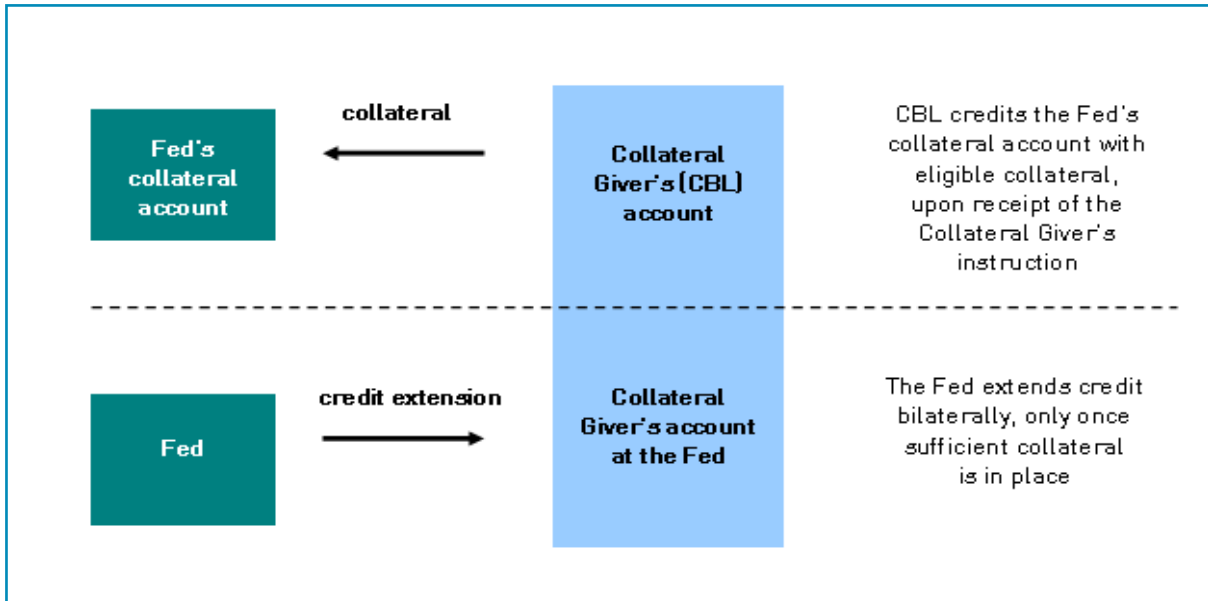 collateral
Fed's
collateral
account
Collateral
Giver's (CBL)
account
CBL credits the Fed's
collateral account with
eligible collateral,
upon receipt of the
Collateral Giver's
instruction
credit extension
Fed
Collateral
Giver's account
at the Fed
The Fed extends credit
bilaterally, only once
sufficient collateral
is in place